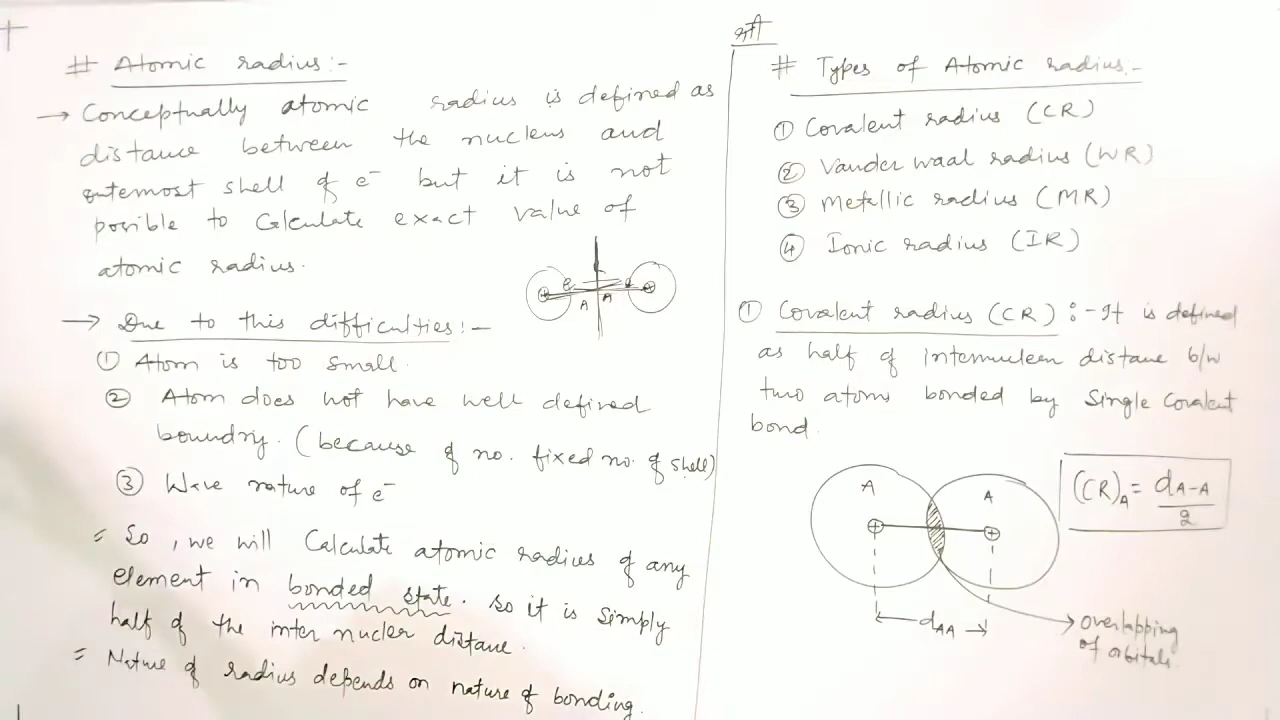 # Atomic radius:-
→ Conceptually atomic radius is defined as
distance between the nucleus and
outermost shell of e⁻ but it is not
posible to Calculate exact value of
atomic radius.
e e
A A
→ Due to this difficulties:-
① Atom is too small.
② Atom does not have well defined
boundry. (because of no. fixed no. of shell)
③ Wave nature of e⁻
= So, we will Calculate atomic radius of any
element in bonded state. so it is simply
half of the inter nucler distane.
= Nature of radius depends on nature of bonding.
# Types of Atomic radius:-
① Covalent radius (CR)
② Vander waal radius (WR)
③ Metallic radius (MR)
④ Ionic radius (IR)
① Covalent radius (CR) :- It is defined
as half of internucleer distane b/w
two atoms bonded by Single Covalent
bond.
(CR)A = dA-A / 2
A A
+ +
dAA
overlapping
of orbitals.